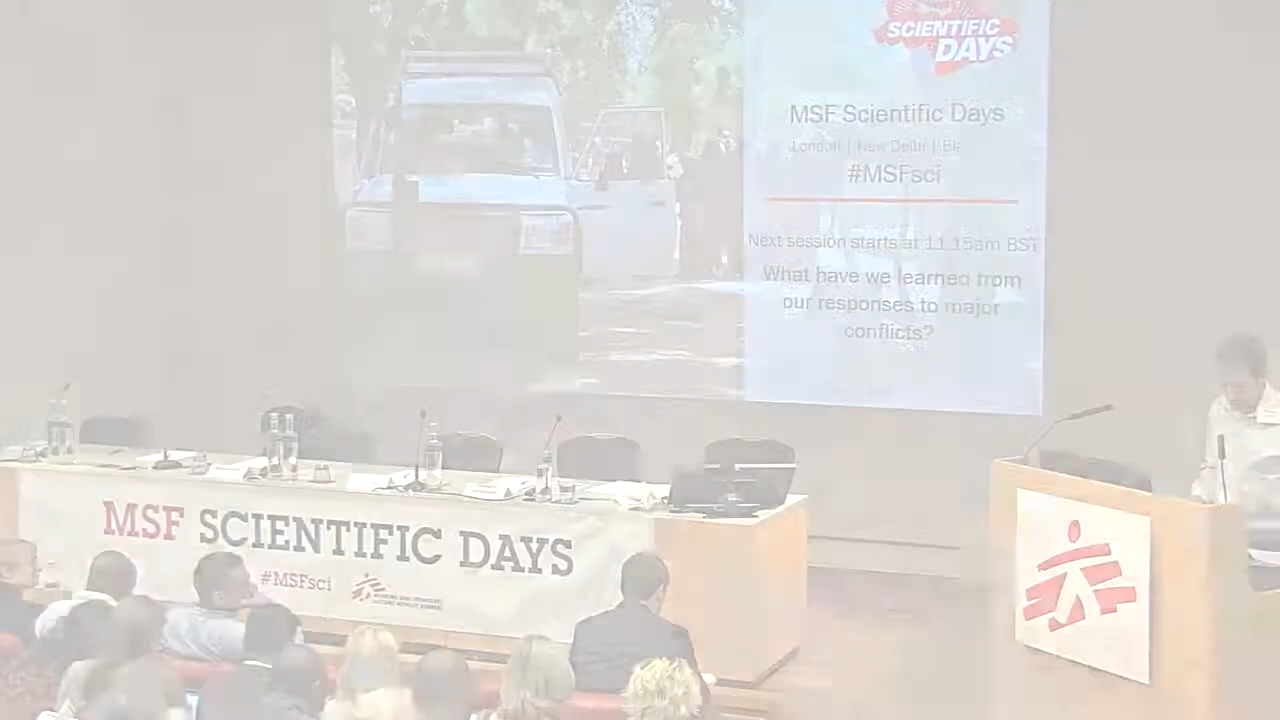 SCIENTIFIC
DAYS
MSF Scientific Days
London | New Delhi |
#MSFsci
Next session starts at 11.15am BST
What have we learned from
our responses to major
conflicts?
MSF SCIENTIFIC DAYS
#MSFsci